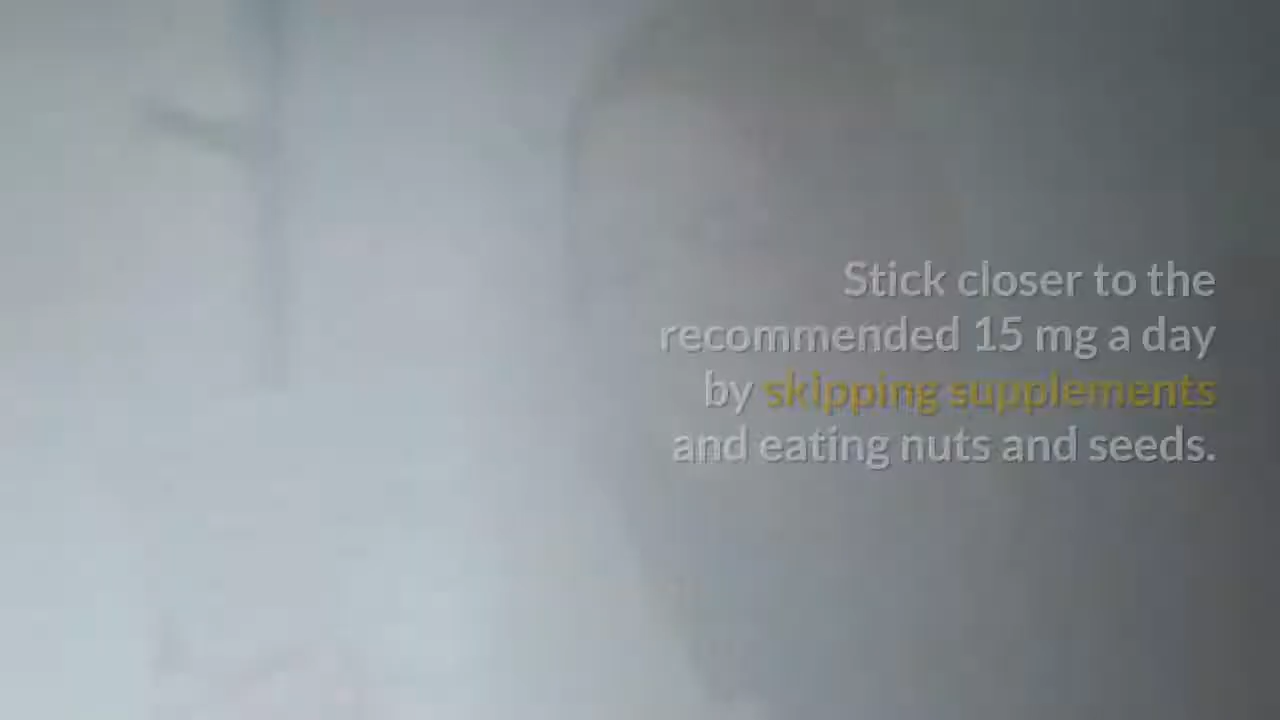 Stick closer to the
recommended 15 mg a day
by skipping supplements
and eating nuts and seeds.